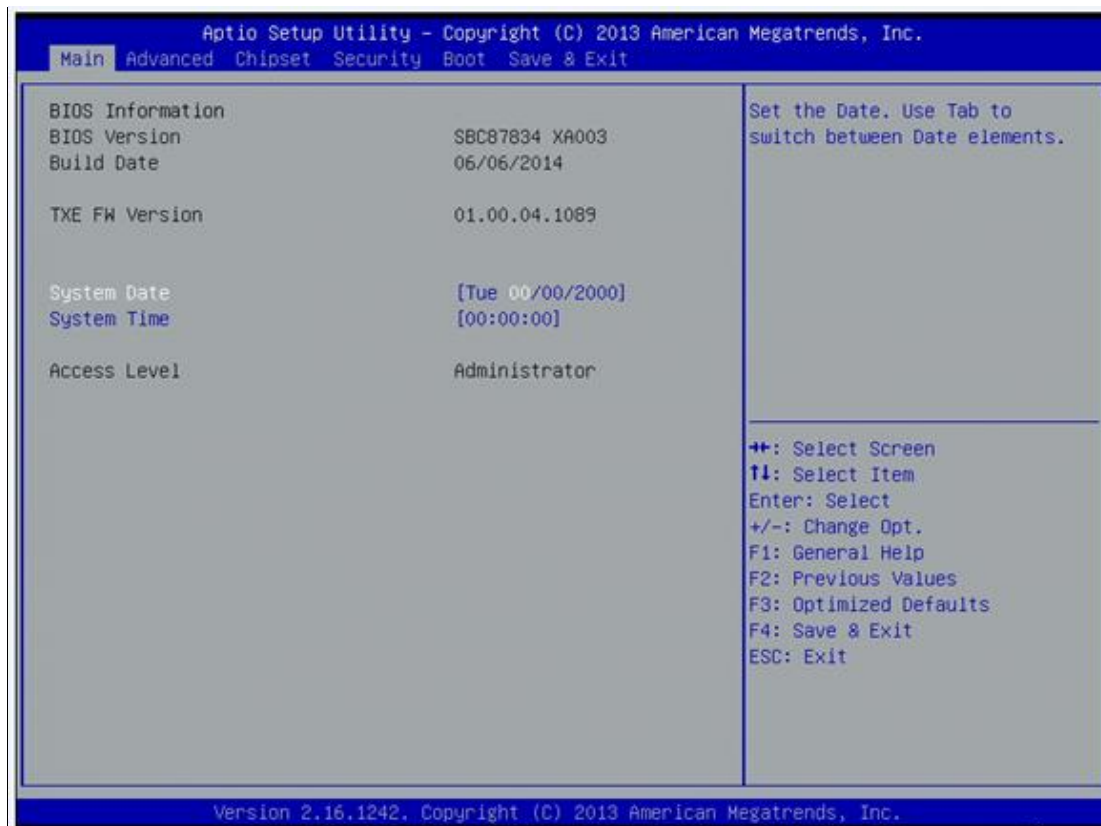 Aptio Setup Utility – Copyright (C) 2013 American Megatrends, Inc.
Main Advanced Chipset Security Boot Save & Exit
BIOS Information
BIOS Version SBC87834 XA003
Build Date 06/06/2014
TXE FW Version 01.00.04.1089
System Date [Tue 00/00/2000]
System Time [00:00:00]
Access Level Administrator
Set the Date. Use Tab to
switch between Date elements.
→←: Select Screen
↑↓: Select Item
Enter: Select
+/-: Change Opt.
F1: General Help
F2: Previous Values
F3: Optimized Defaults
F4: Save & Exit
ESC: Exit
Version 2.16.1242. Copyright (C) 2013 American Megatrends, Inc.